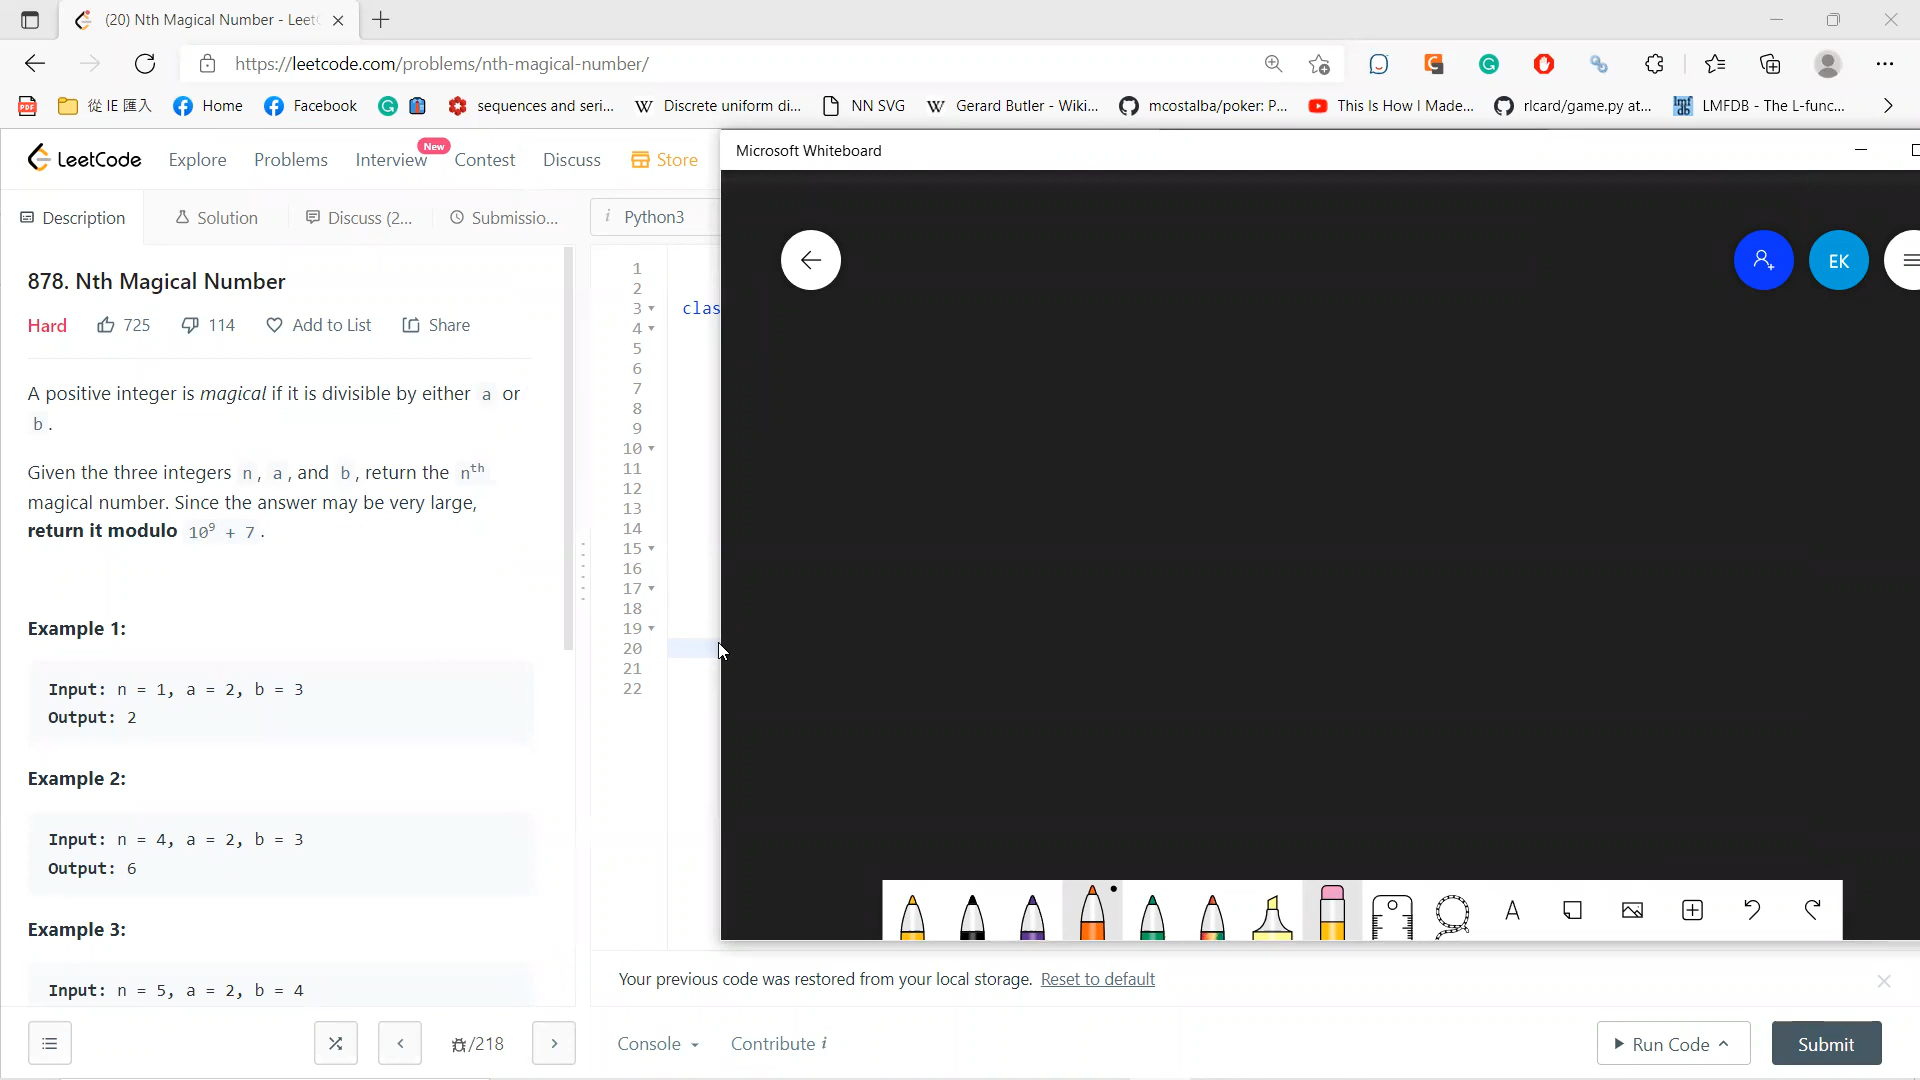 (20) Nth Magical Number - Leet
https://leetcode.com/problems/nth-magical-number/
PDF 從 IE 匯入 Home Facebook sequences and seri... Discrete uniform di... NN SVG Gerard Butler - Wiki... mcostalba/poker: P... This Is How I Made... rlcard/game.py at... LMFDB - The L-func...
LeetCode Explore Problems Interview New Contest Discuss Store
Microsoft Whiteboard
Description Solution Discuss (2... Submissio...
i Python3
EK
878. Nth Magical Number
Hard 725 114 Add to List Share
A positive integer is magical if it is divisible by either a or
b.
Given the three integers n, a, and b, return the nth
magical number. Since the answer may be very large,
return it modulo 10⁹ + 7.
Example 1:
Input: n = 1, a = 2, b = 3
Output: 2
Example 2:
Input: n = 4, a = 2, b = 3
Output: 6
Example 3:
Input: n = 5, a = 2, b = 4
1
2
3 clas
4
5
6
7
8
9
10
11
12
13
14
15
16
17
18
19
20
21
22
A
Your previous code was restored from your local storage. Reset to default
/218
Console Contribute i
Run Code Submit